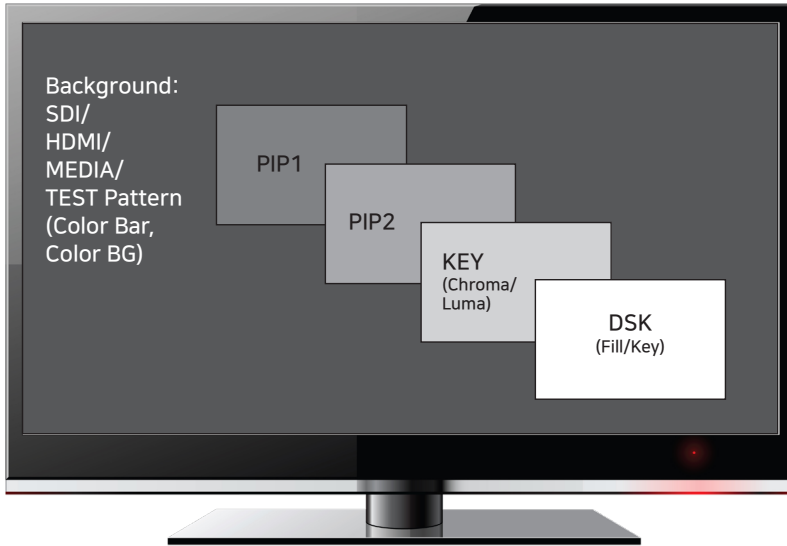 Background:
SDI/
HDMI/
MEDIA/
TEST Pattern
(Color Bar,
Color BG)
PIP1
PIP2
KEY
(Chroma/
Luma)
DSK
(Fill/Key)